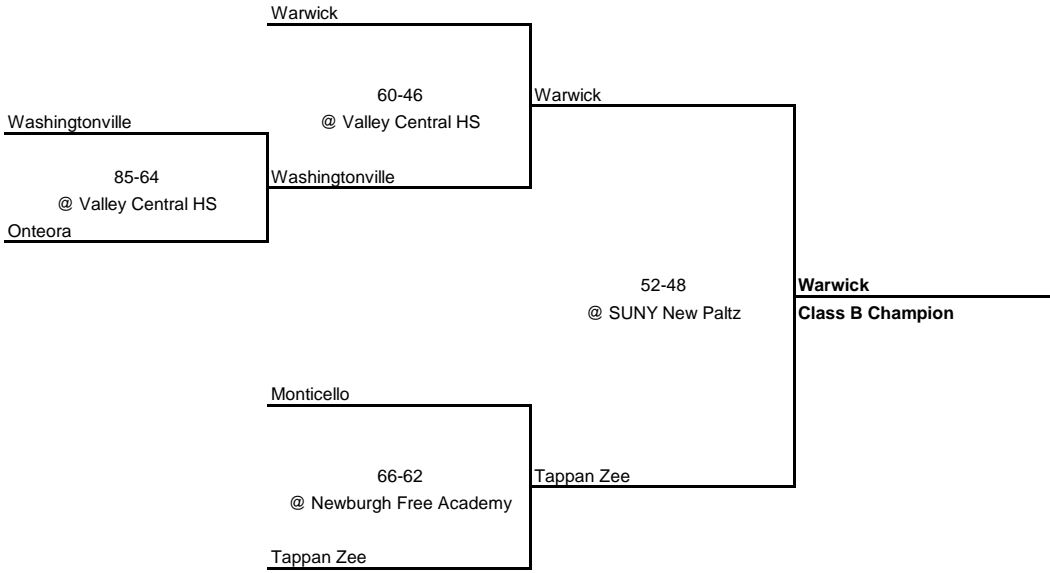 Warwick
60-46
@ Valley Central HS
Warwick
Washingtonville
85-64
@ Valley Central HS
Washingtonville
Onteora
52-48
@ SUNY New Paltz
Warwick
Class B Champion
Monticello
66-62
@ Newburgh Free Academy
Tappan Zee
Tappan Zee